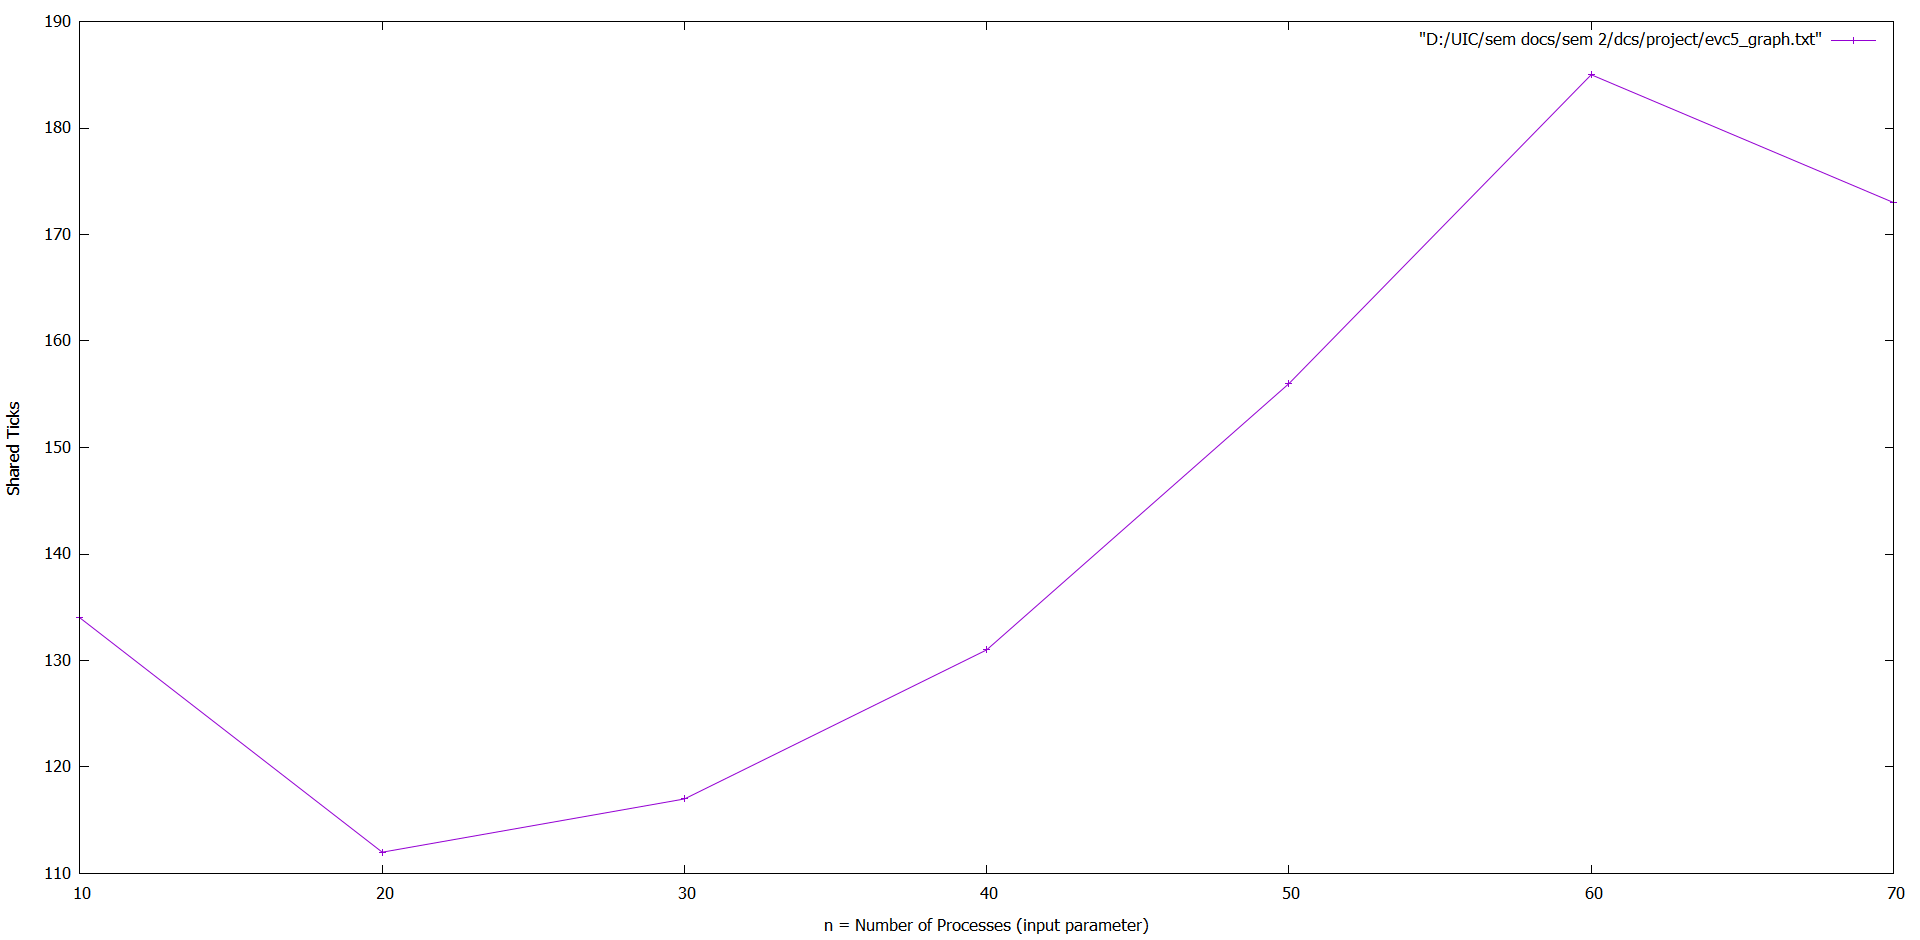 190
"D:/UIC/sem docs/sem 2/dcs/project/evc5_graph.txt"
180
170
160
150
140
130
120
110
Shared Ticks
10 20 30 40 50 60 70
n = Number of Processes (input parameter)